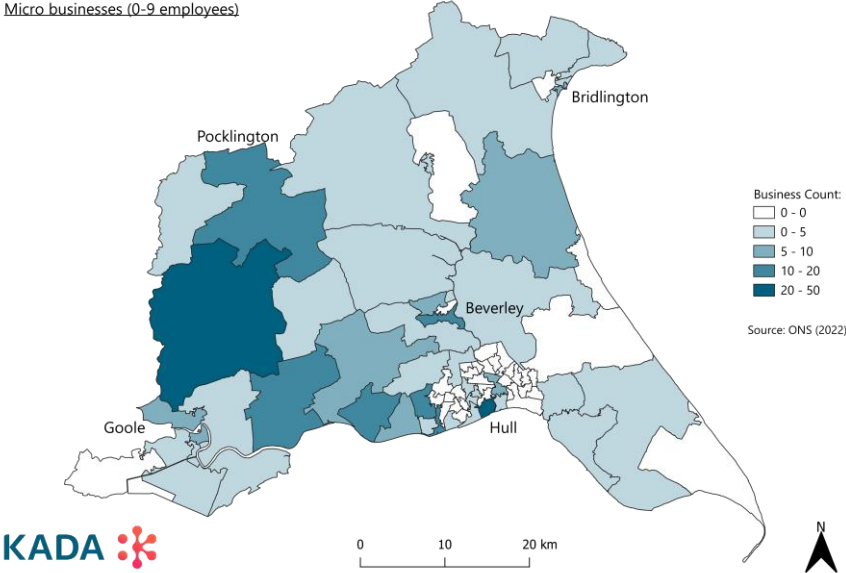 Micro businesses (0-9 employees)
Bridlington
Pocklington
Business Count:
0 - 0
0 - 5
5 - 10
10 - 20
20 - 50
Beverley
Source: ONS (2022)
Goole
Hull
KADA
0 10 20 km
N